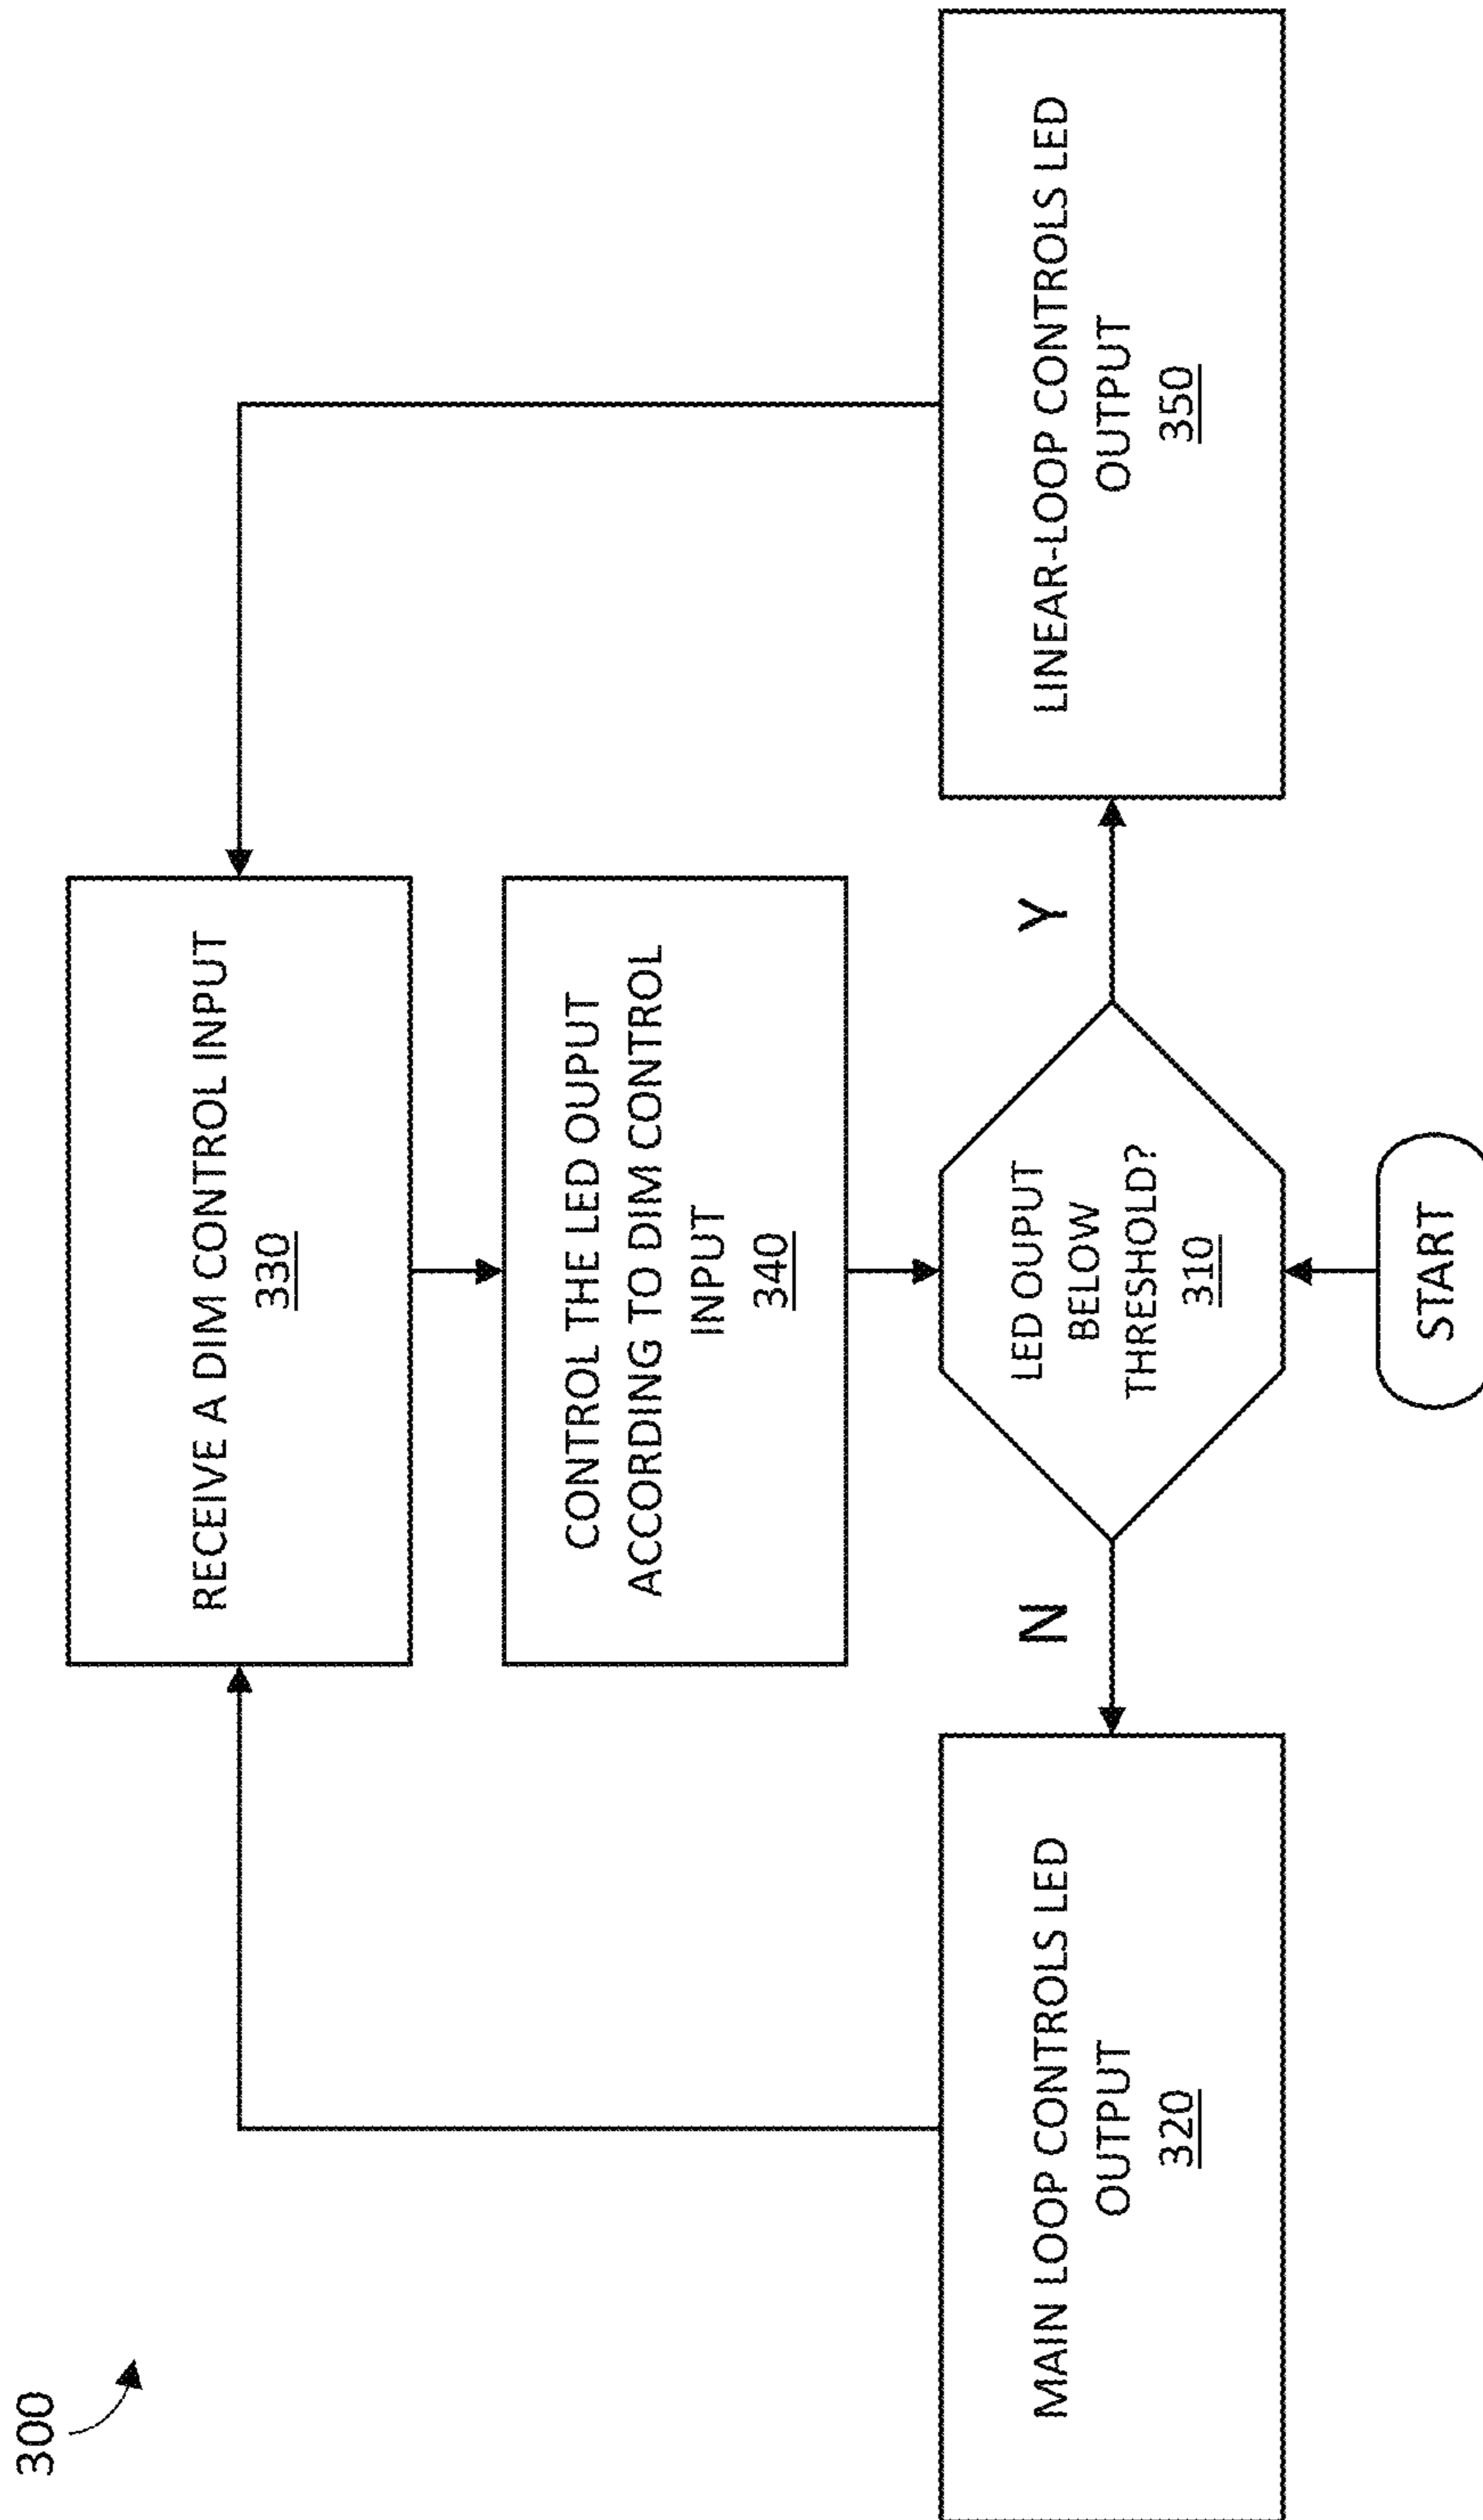 300
RECEIVE A DIM CONTROL INPUT
330
CONTROL THE LED OUPUT
ACCORDING TO DIM CONTROL
INPUT
340
MAIN LOOP CONTROLS LED
OUTPUT
320
N
LED OUPUT
BELOW
THRESHOLD?
310
Y
LINEAR-LOOP CONTROLS LED
OUTPUT
350
START